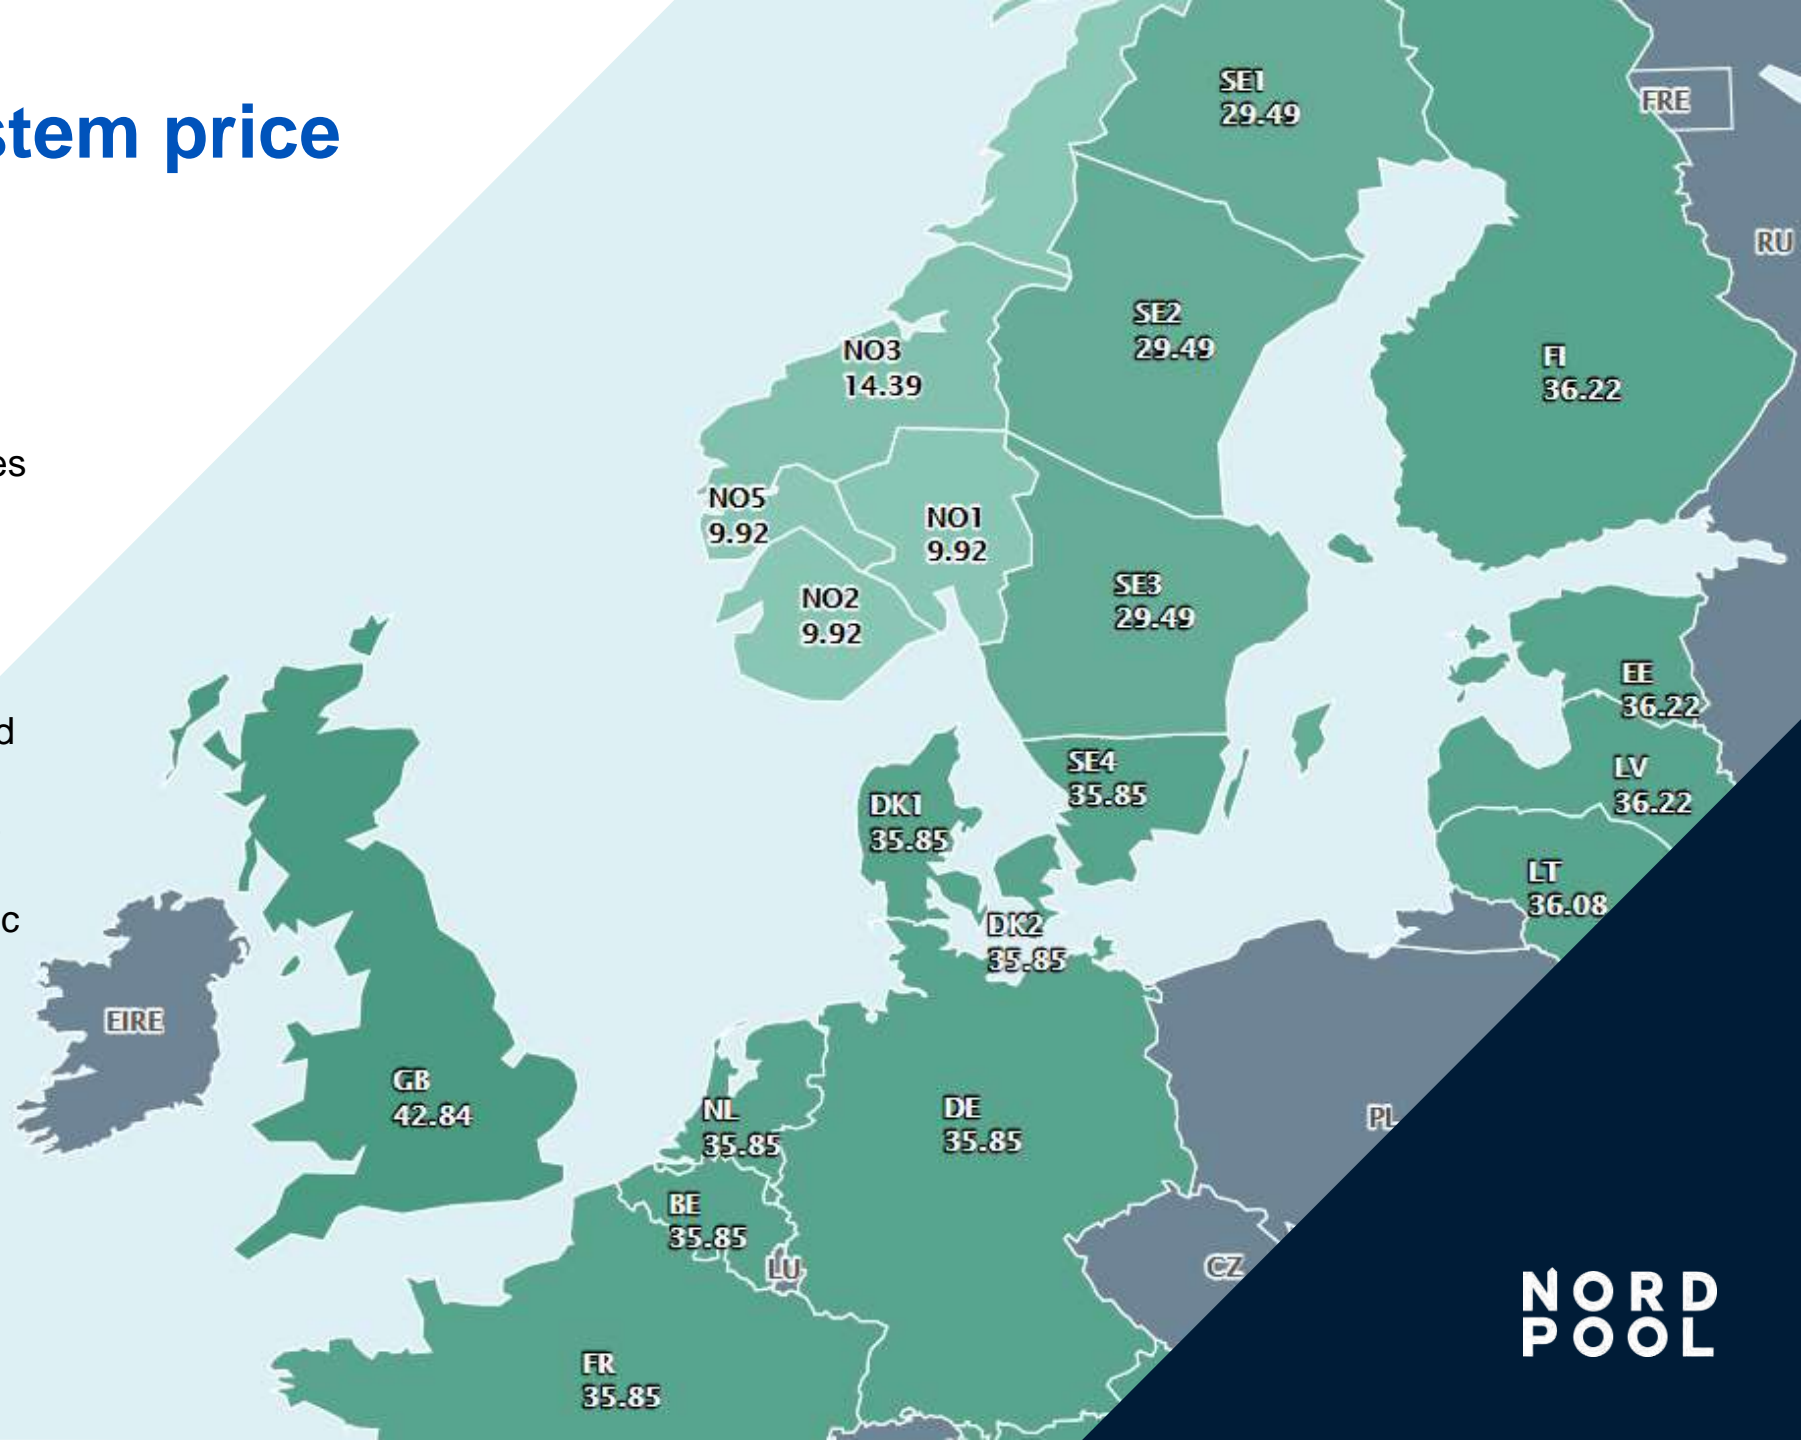 stem price
es
d
c
SE1
29.49
FRE
RU
SE2
29.49
NO3
14.39
FI
36.22
NO5
9.92
NO1
9.92
NO2
9.92
SE3
29.49
EE
36.22
SE4
35.85
LV
36.22
DK1
35.85
LT
36.08
DK2
35.85
EIRE
GB
42.84
NL
35.85
DE
35.85
PL
BE
35.85
LU
CZ
FR
35.85
NORD
POOL